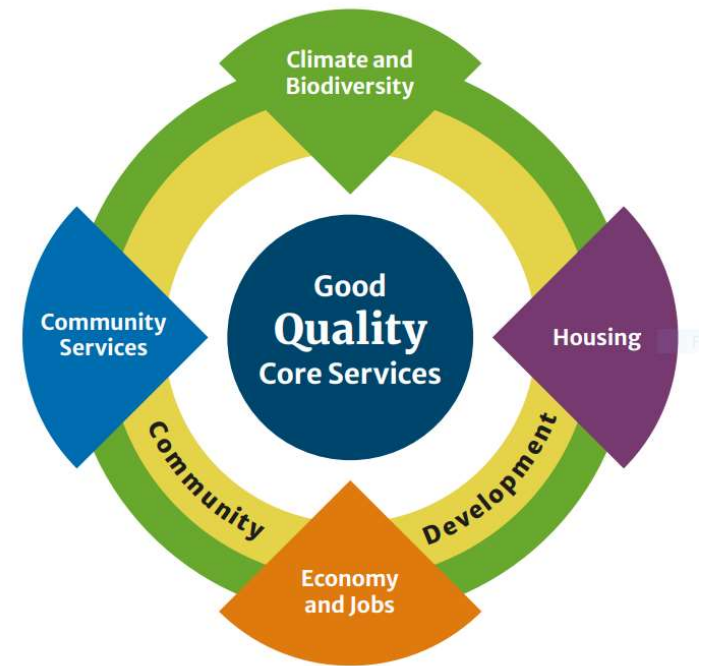 Climate and
Biodiversity
Community
Services
Good
Quality
Core Services
Housing
Community
Development
Economy
and Jobs